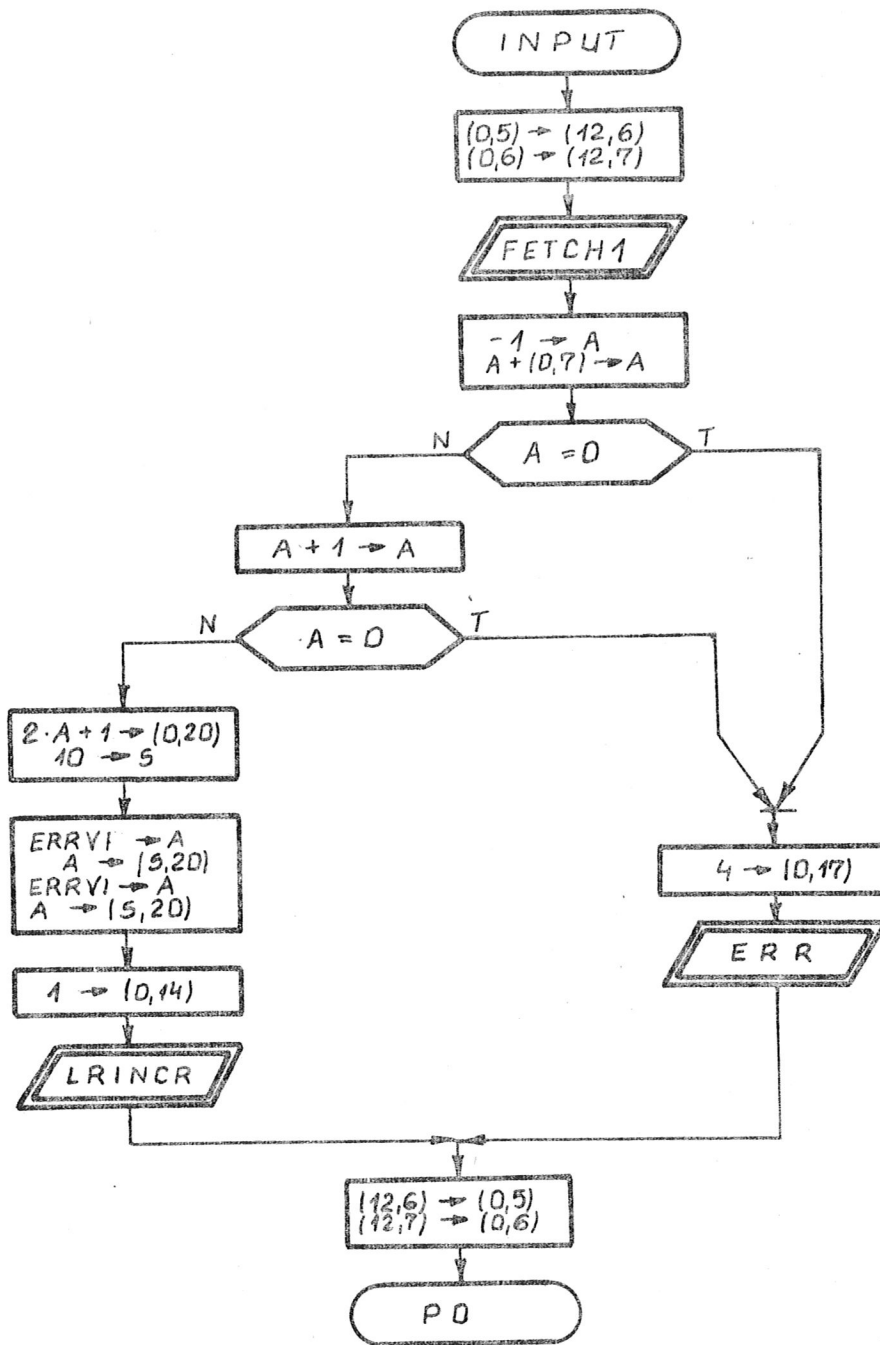 INPUT
(0,5) → (12,6)
(0,6) → (12,7)
FETCH1
-1 → A
A + (0,7) → A
N
A = 0
T
A + 1 → A
N
A = 0
T
2·A + 1 → (0,20)
10 → S
ERRVI → A
A → (S,20)
ERRVI → A
A → (S,20)
4 → (0,17)
ERR
1 → (0,14)
LRINCR
(12,6) → (0,5)
(12,7) → (0,6)
PO